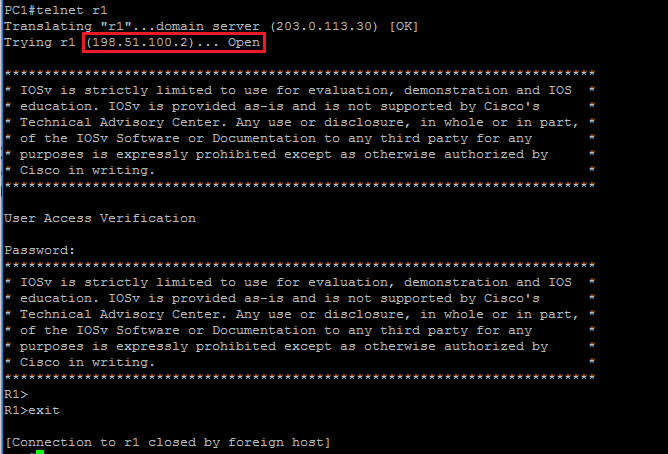 PC1#telnet r1
Translating "r1"...domain server (203.0.113.30) [OK]
Trying r1 (198.51.100.2)... Open
**************************************************************************
* IOSv is strictly limited to use for evaluation, demonstration and IOS  *
* education. IOSv is provided as-is and is not supported by Cisco's      *
* Technical Advisory Center. Any use or disclosure, in whole or in part, *
* of the IOSv Software or Documentation to any third party for any       *
* purposes is expressly prohibited except as otherwise authorized by     *
* Cisco in writing.                                                      *
**************************************************************************
User Access Verification
Password:
**************************************************************************
* IOSv is strictly limited to use for evaluation, demonstration and IOS  *
* education. IOSv is provided as-is and is not supported by Cisco's      *
* Technical Advisory Center. Any use or disclosure, in whole or in part, *
* of the IOSv Software or Documentation to any third party for any       *
* purposes is expressly prohibited except as otherwise authorized by     *
* Cisco in writing.                                                      *
**************************************************************************
R1>
R1>exit
[Connection to r1 closed by foreign host]